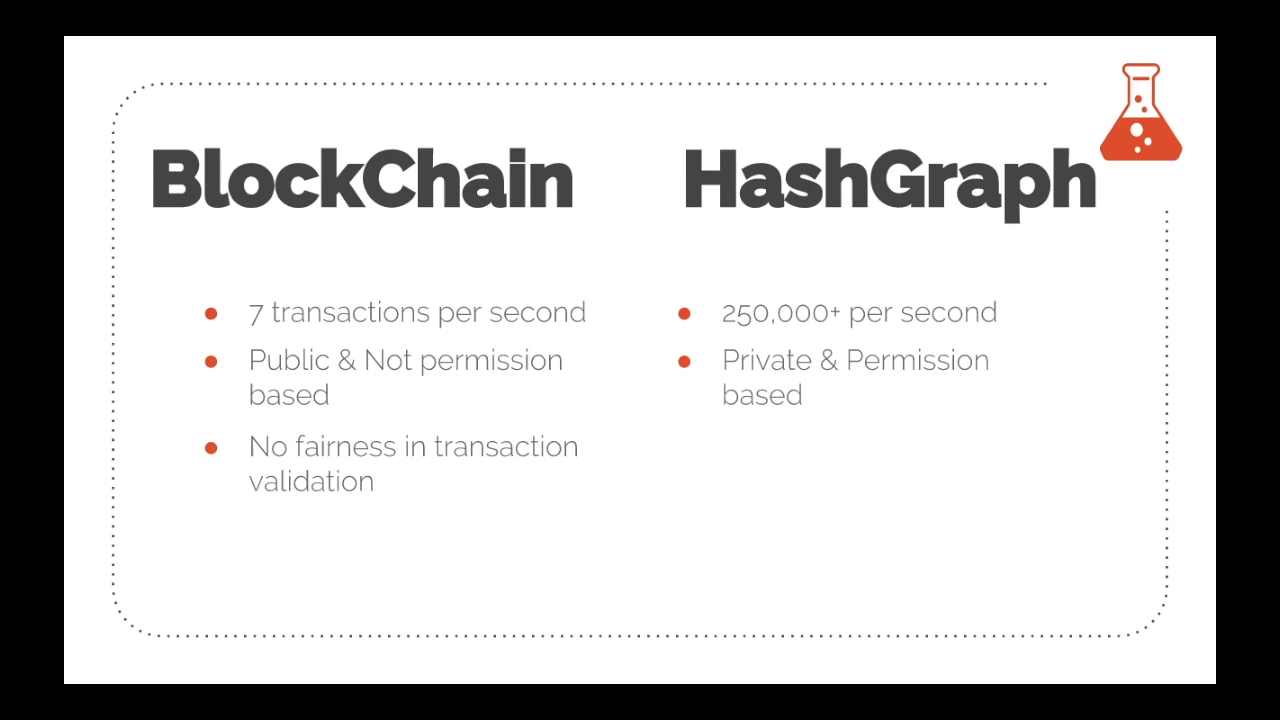 BlockChain
HashGraph
7 transactions per second
Public & Not permission
based
No fairness in transaction
validation
250,000+ per second
Private & Permission
based